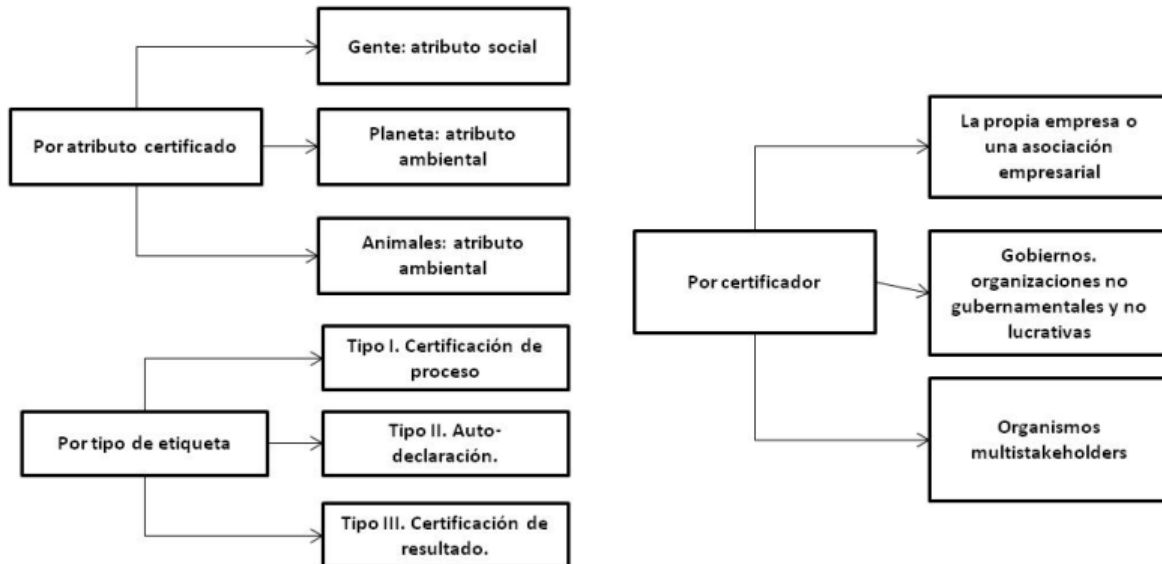 Gente: atributo social
Por atributo certificado
Planeta: atributo
ambiental
Animales: atributo
ambiental
Tipo I. Certificación de
proceso
Por tipo de etiqueta
Tipo II. Auto-
declaración.
Tipo III. Certificación de
resultado.
La propia empresa o
una asociación
empresarial
Por certificador
Gobiernos.
organizaciones no
gubernamentales y no
lucrativas
Organismos
multistakeholders